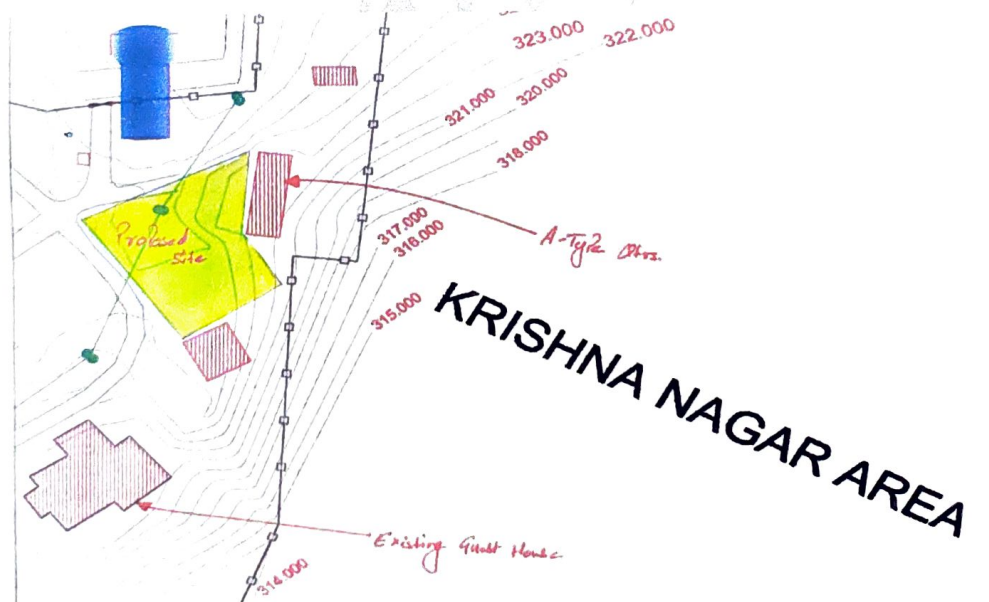 323.000
322.000
321.000
320.000
318.000
317.000
316.000
315.000
Proposed
Site
A-Type Qtrs.
KRISHNA NAGAR AREA
Existing Guest House
314.000